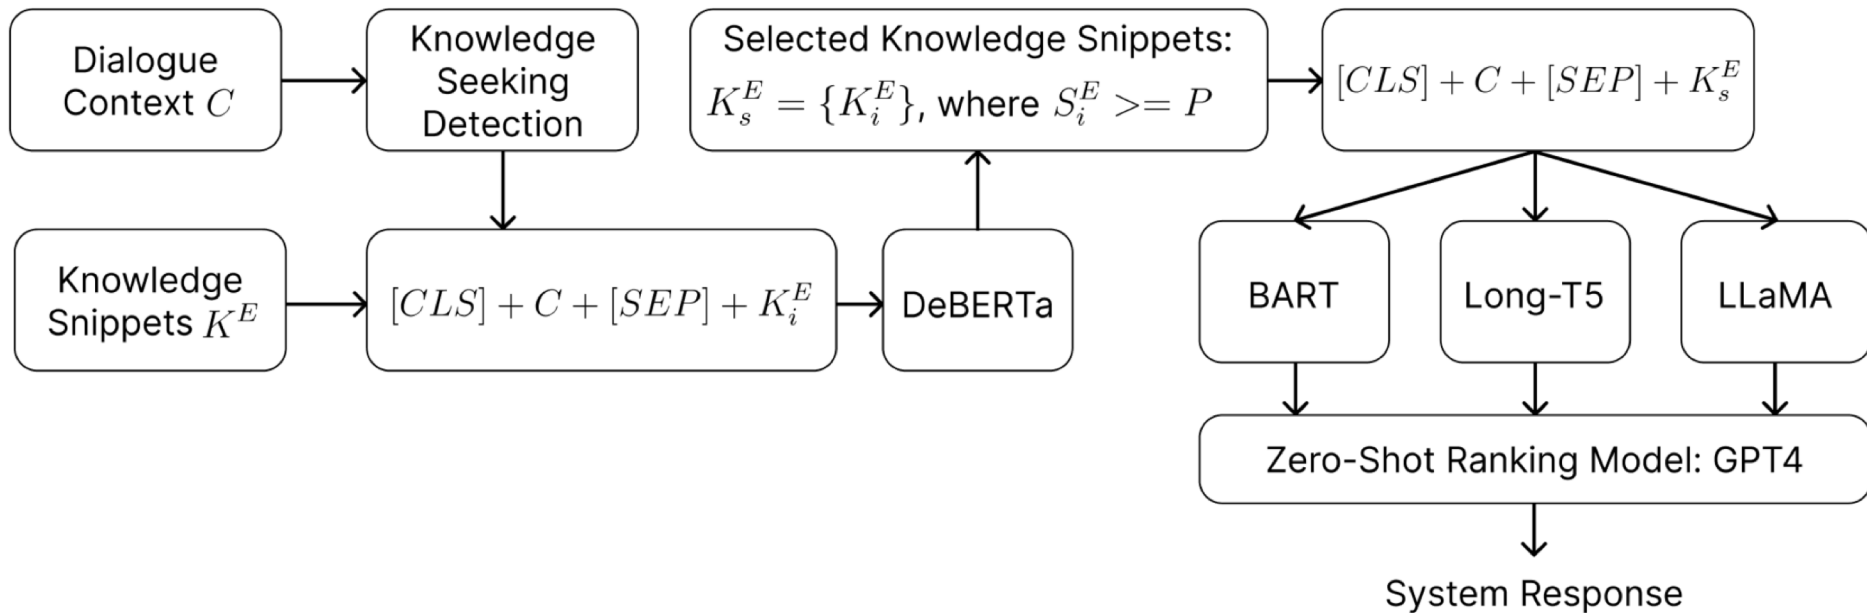 Dialogue
Context C
Knowledge
Seeking
Detection
Knowledge
Snippets K^E
[CLS] + C + [SEP] + K_i^E
DeBERTa
Selected Knowledge Snippets:
K_s^E = {K_i^E}, where S_i^E >= P
[CLS] + C + [SEP] + K_s^E
BART
Long-T5
LLaMA
Zero-Shot Ranking Model: GPT4
System Response